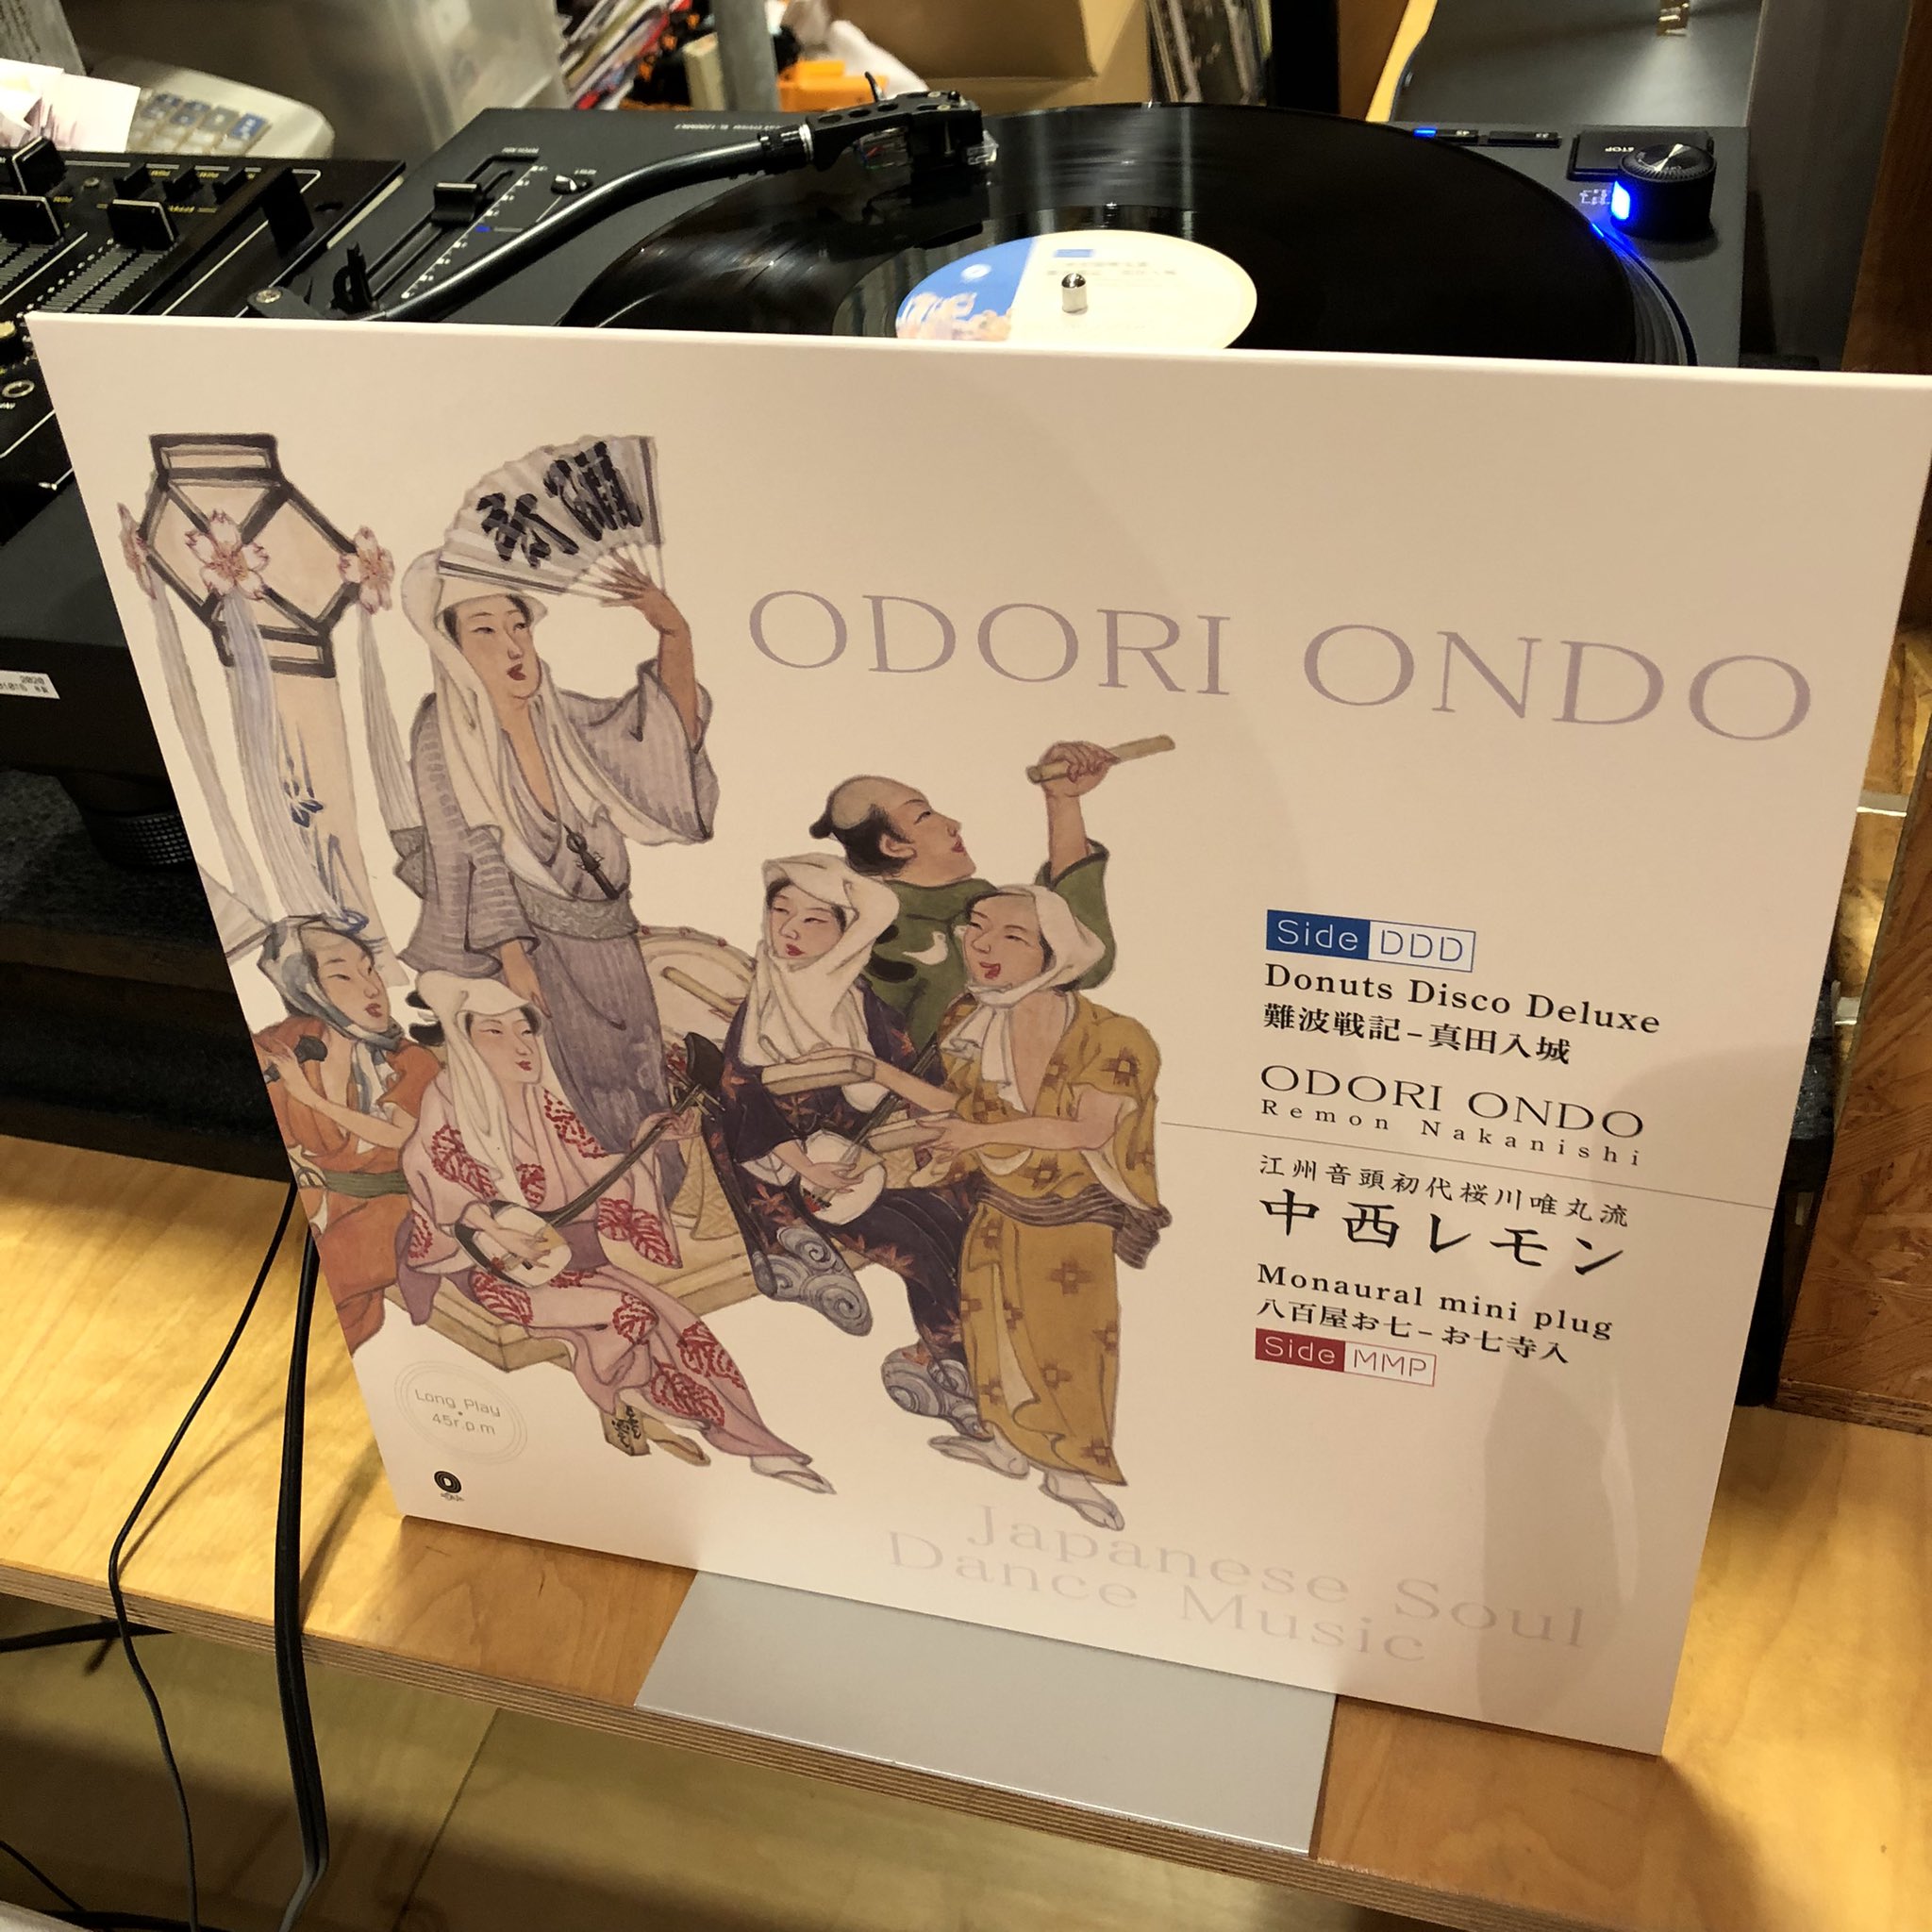 ODORI ONDO
Side DDD
Donuts Disco Deluxe
難波戦記-真田入城
ODORI ONDO
Remon Nakanishi
江州音頭初代桜川唯丸流
中西レモン
Monaural mini plug
八百屋お七-お七寺入
Side MMP
Long Play
45r.p.m
Japanese Soul
Dance Music